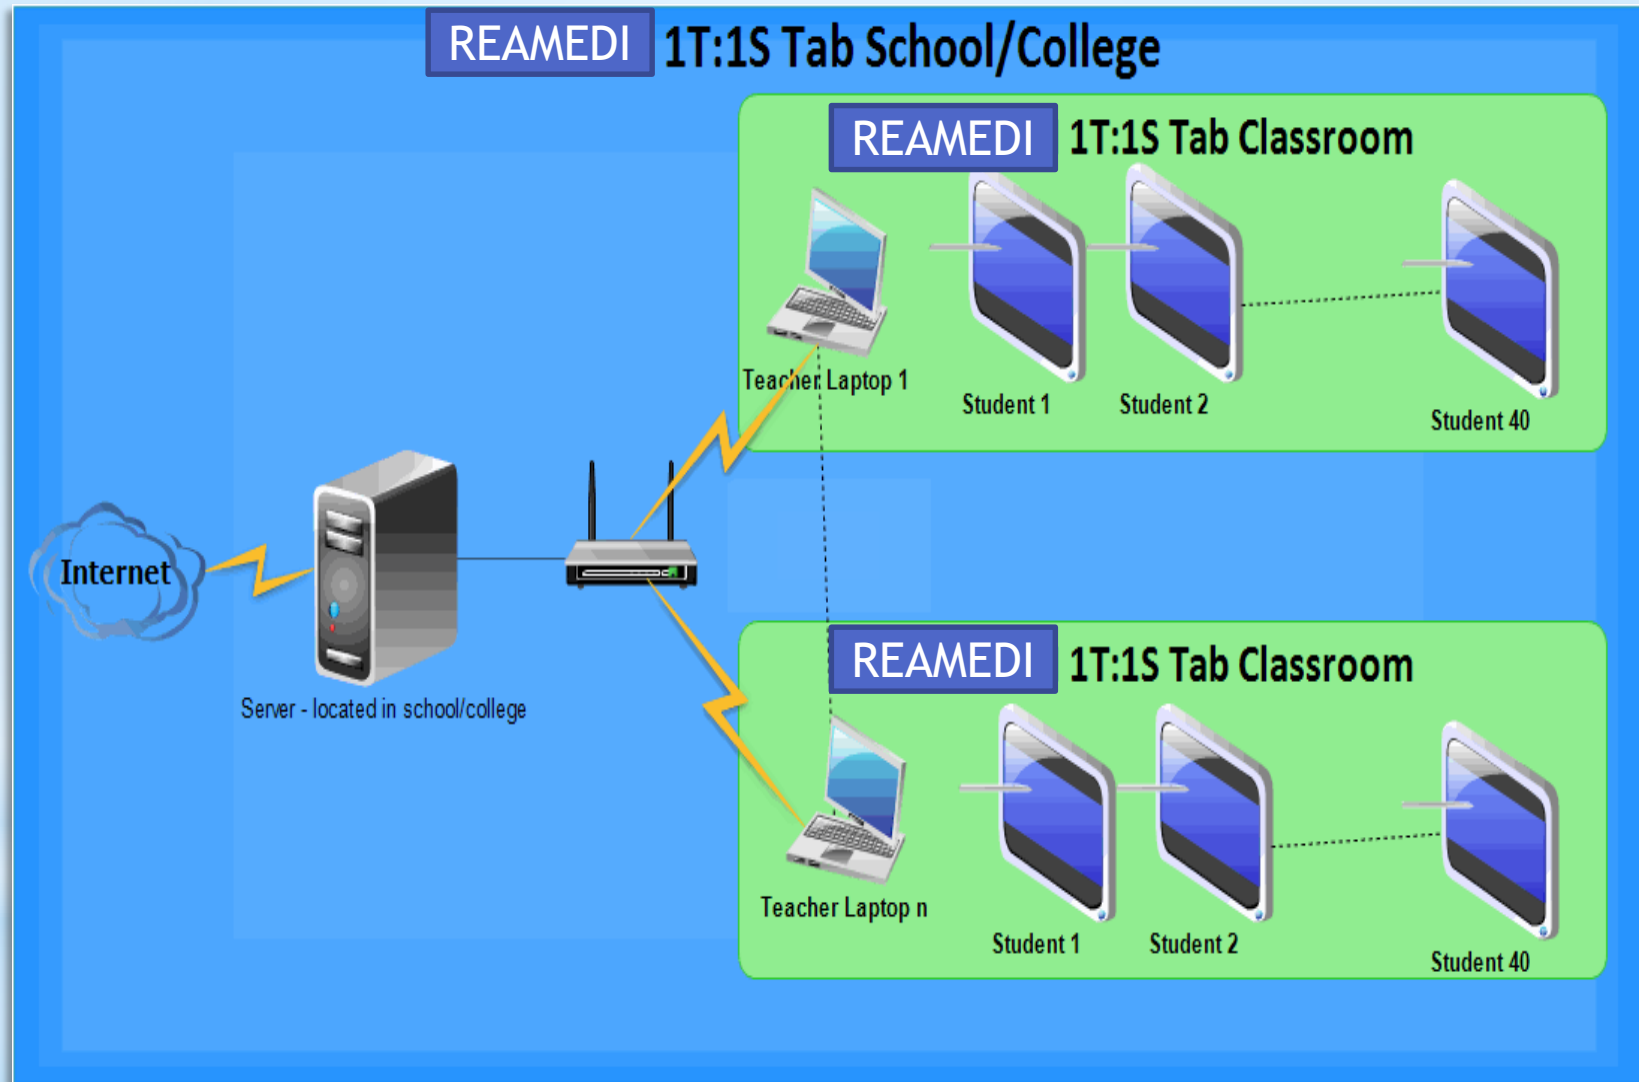 REAMEDI 1T:1S Tab School/College
REAMEDI 1T:1S Tab Classroom
Teacher Laptop 1
Student 1
Student 2
Student 40
Internet
Server - located in school/college
REAMEDI 1T:1S Tab Classroom
Teacher Laptop n
Student 1
Student 2
Student 40